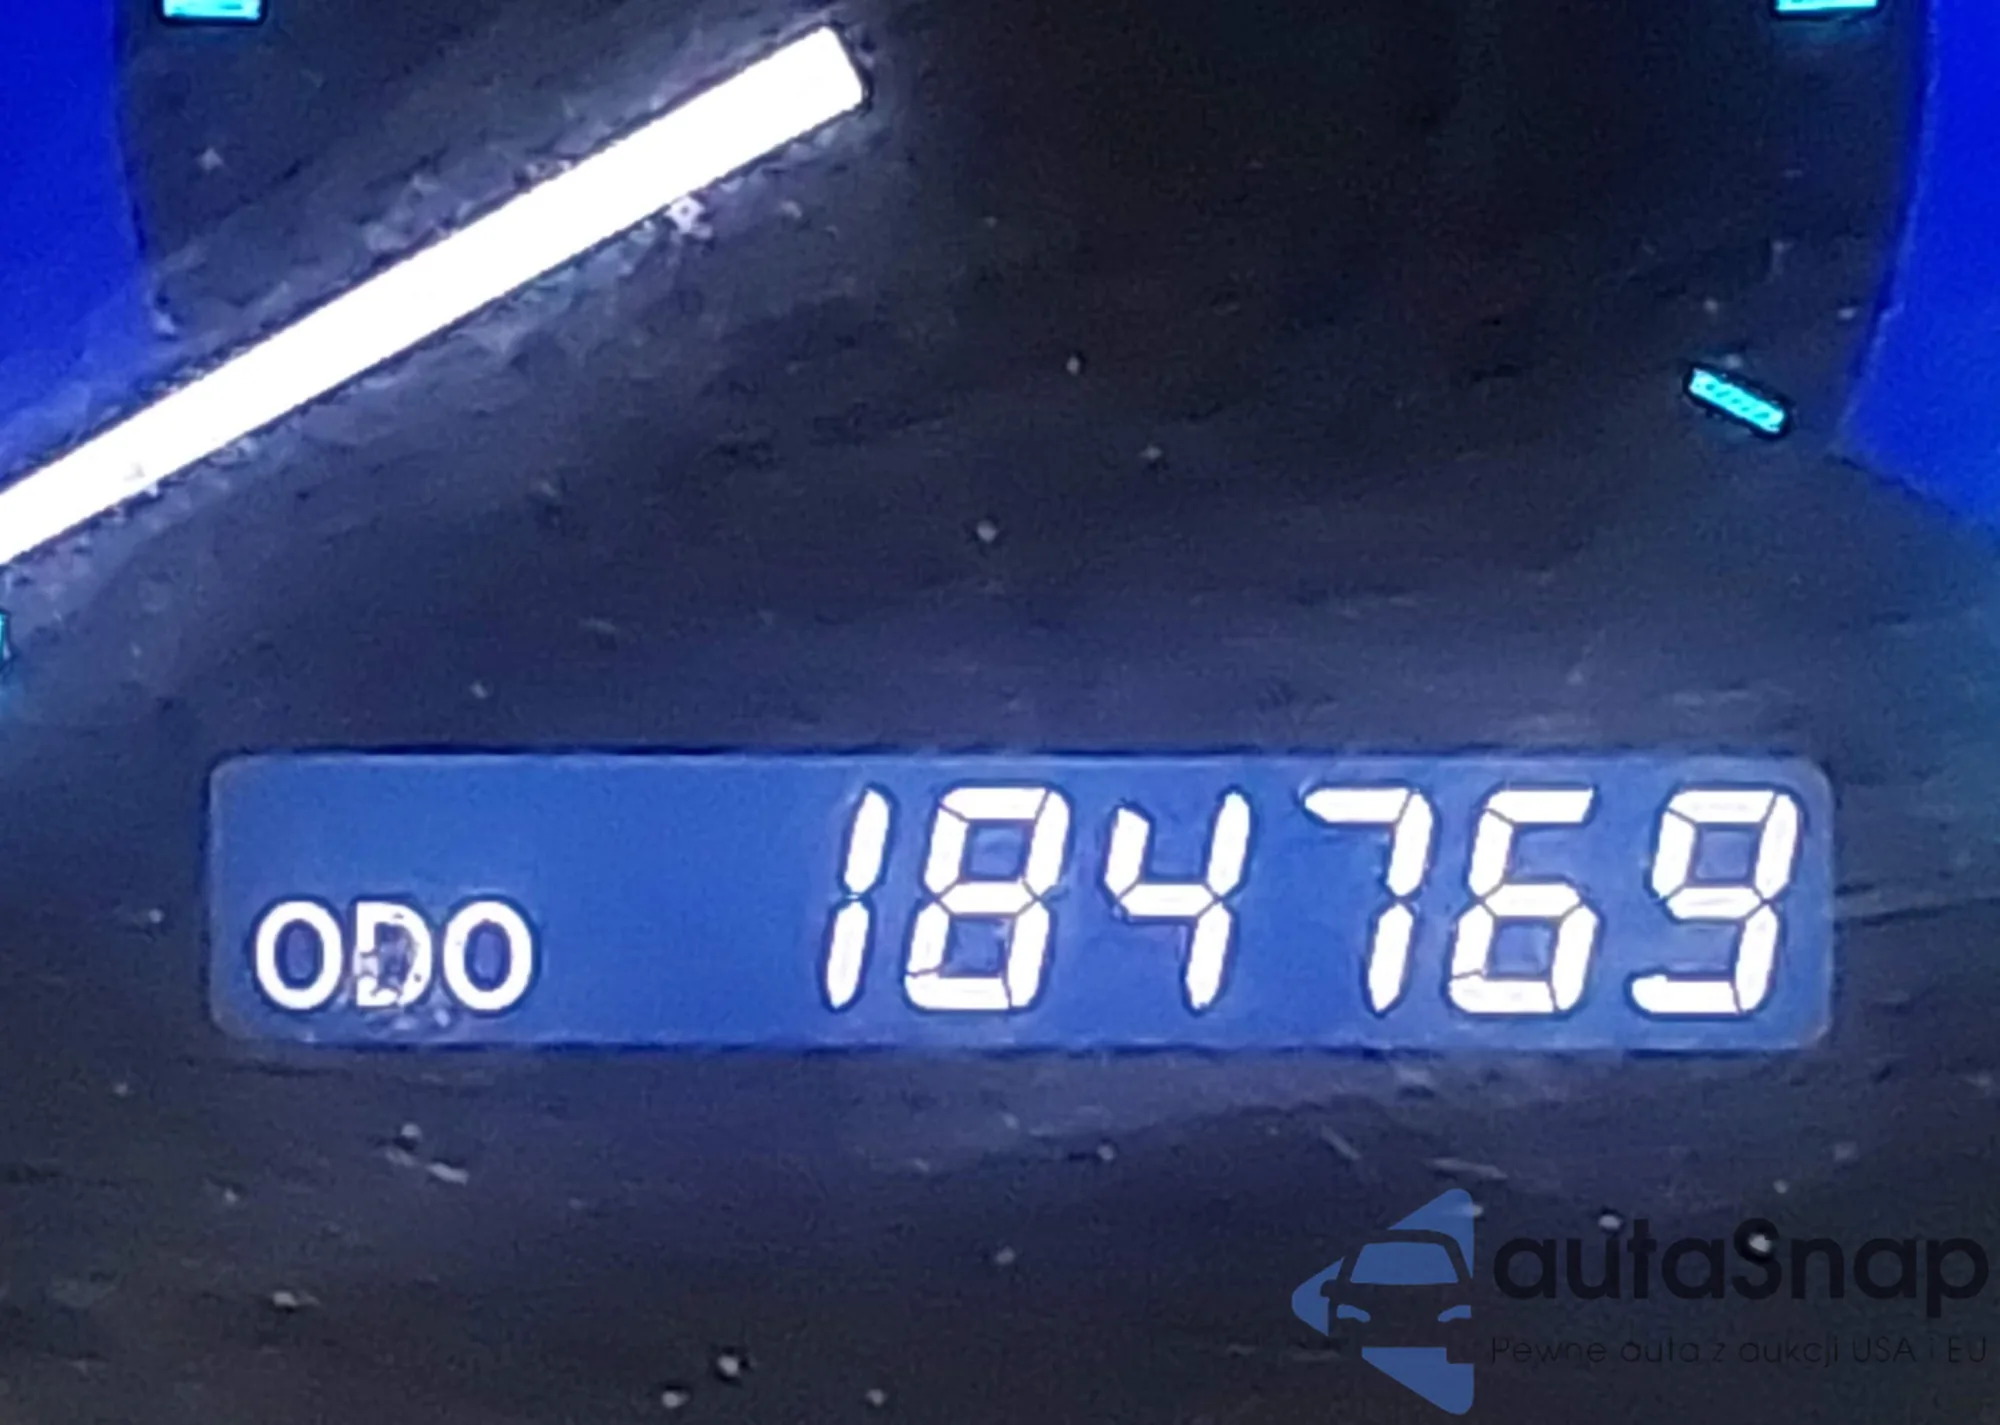 ODO 184769
autaSnap
Pewne auta z aukcji USA i EU